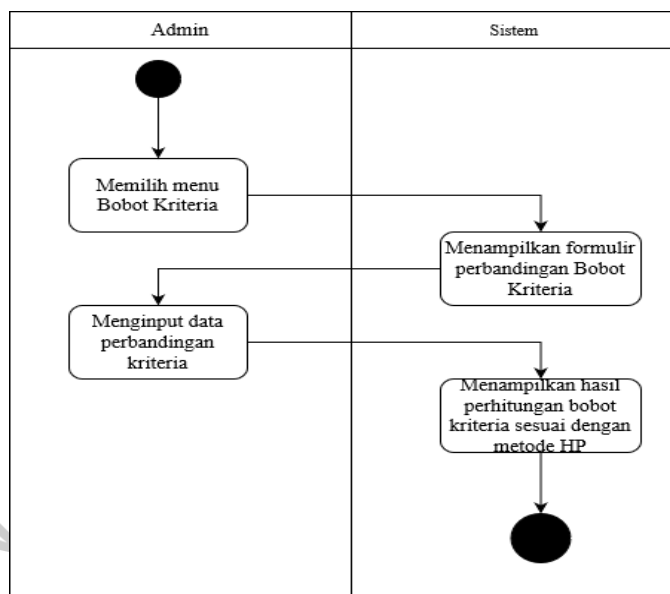 Admin
Sistem
Memilih menu
Bobot Kriteria
Menampilkan formulir
perbandingan Bobot
Kriteria
Menginput data
perbandingan
kriteria
Menampilkan hasil
perhitungan bobot
kriteria sesuai dengan
metode HP